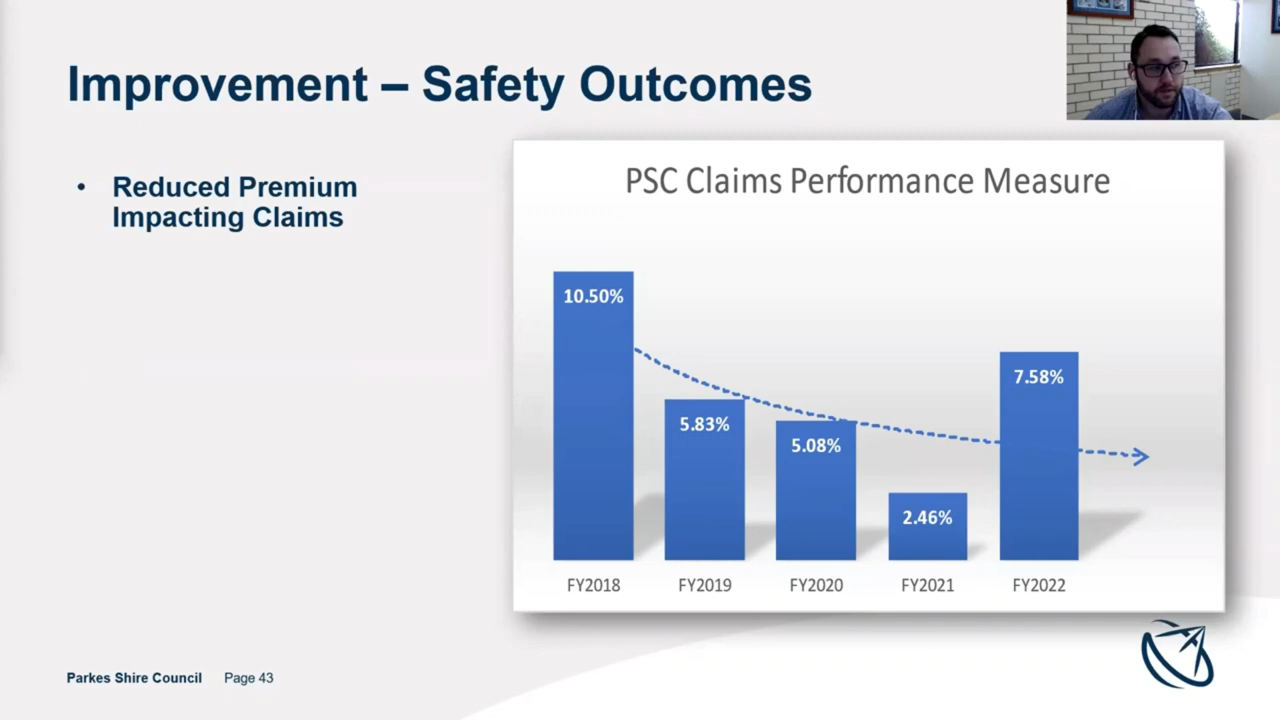 Improvement – Safety Outcomes
• Reduced Premium
Impacting Claims
PSC Claims Performance Measure
10.50%
5.83%
5.08%
2.46%
7.58%
FY2018 FY2019 FY2020 FY2021 FY2022
Parkes Shire Council Page 43